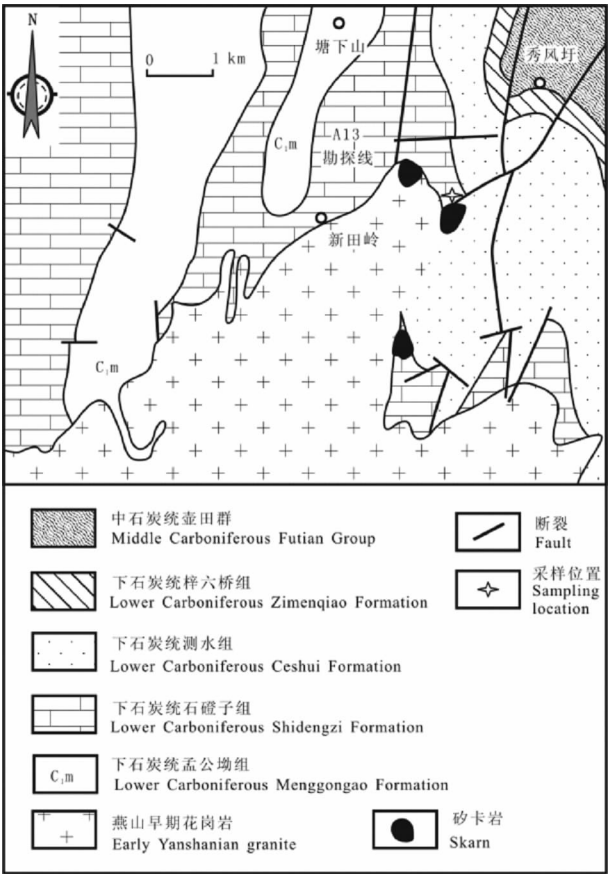 N
塘下山
秀风圩
0 1 km
A13
勘探线
C₁m
新田岭
C₁m
中石炭统壶田群
Middle Carboniferous Futian Group
下石炭统梓六桥组
Lower Carboniferous Zimenqiao Formation
下石炭统测水组
Lower Carboniferous Ceshui Formation
下石炭统石磴子组
Lower Carboniferous Shidengzi Formation
C₁m
下石炭统孟公坳组
Lower Carboniferous Menggongao Formation
燕山早期花岗岩
Early Yanshanian granite
断裂
Fault
采样位置
Sampling
location
矽卡岩
Skarn